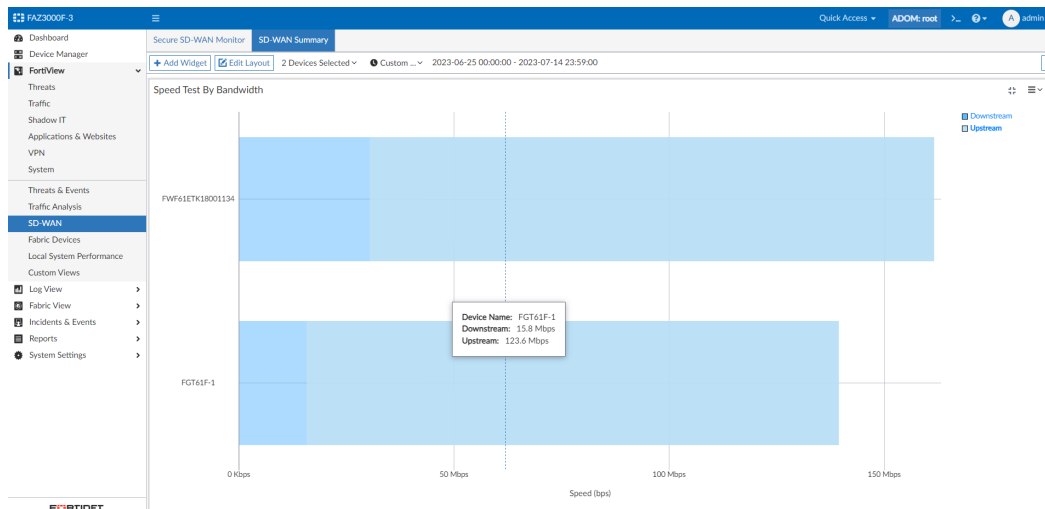 FAZ3000F-3
Quick Access
ADOM: root
>_
?
A
admin
Dashboard
Device Manager
FortiView
Threats
Traffic
Shadow IT
Applications & Websites
VPN
System
Threats & Events
Traffic Analysis
SD-WAN
Fabric Devices
Local System Performance
Custom Views
Log View
Fabric View
Incidents & Events
Reports
System Settings
Secure SD-WAN Monitor
SD-WAN Summary
+ Add Widget
Edit Layout
2 Devices Selected
Custom ...
2023-06-25 00:00:00 - 2023-07-14 23:59:00
Speed Test By Bandwidth
Downstream
Upstream
FWF61ETK18001134
Device Name: FGT61F-1
Downstream: 15.8 Mbps
Upstream: 123.6 Mbps
FGT61F-1
0 Kbps
50 Mbps
100 Mbps
150 Mbps
Speed (bps)